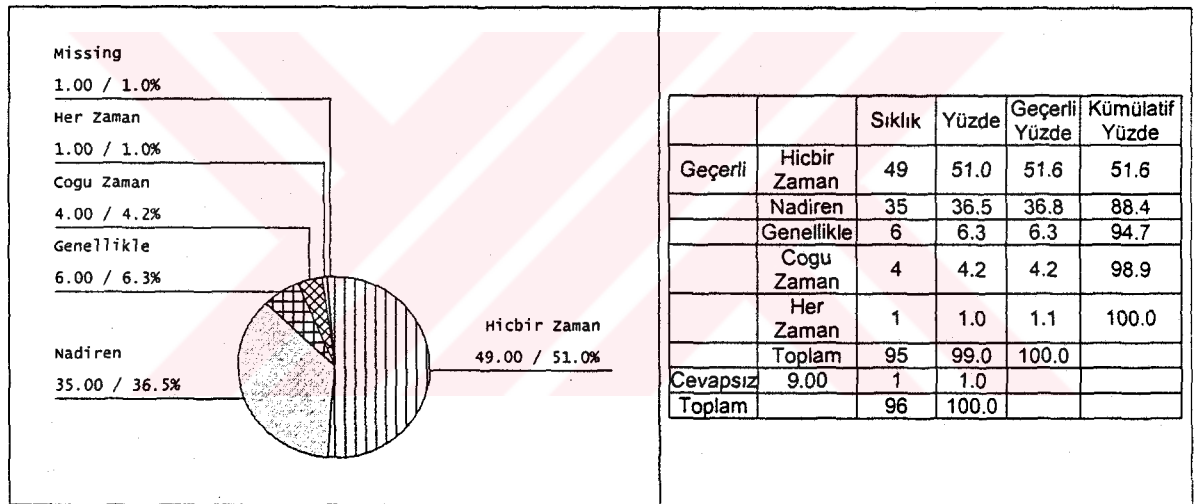 Missing
1.00 / 1.0%
Her Zaman
1.00 / 1.0%
Cogu Zaman
4.00 / 4.2%
Genellikle
6.00 / 6.3%
Nadiren
35.00 / 36.5%
Hicbir Zaman
49.00 / 51.0%
Sıklık Yüzde Geçerli Yüzde Kümülatif Yüzde
Geçerli Hicbir Zaman 49 51.0 51.6 51.6
Nadiren 35 36.5 36.8 88.4
Genellikle 6 6.3 6.3 94.7
Cogu Zaman 4 4.2 4.2 98.9
Her Zaman 1 1.0 1.1 100.0
Toplam 95 99.0 100.0
Cevapsız 9.00 1 1.0
Toplam 96 100.0